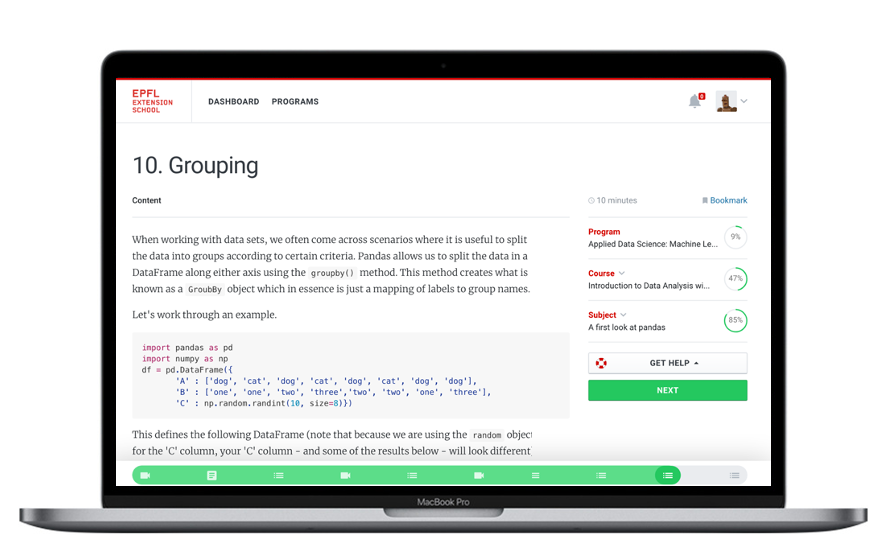 EPFL
EXTENSION
SCHOOL
DASHBOARD PROGRAMS
8
10. Grouping
Content
10 minutes
Bookmark
When working with data sets, we often come across scenarios where it is useful to split
the data into groups according to certain criteria. Pandas allows us to split the data in a
DataFrame along either axis using the groupby() method. This method creates what is
known as a GroubBy object which in essence is just a mapping of labels to group names.
Let's work through an example.
import pandas as pd
import numpy as np
df = pd.DataFrame({
'A' : ['dog', 'cat', 'dog', 'cat', 'dog', 'cat', 'dog', 'dog'],
'B' : ['one', 'one', 'two', 'three','two', 'two', 'one', 'three'],
'C' : np.random.randint(10, size=8)})
This defines the following DataFrame (note that because we are using the random objec
for the 'C' column, your 'C' column - and some of the results below - will look different
Program
Applied Data Science: Machine Le...
9%
Course
Introduction to Data Analysis wi...
47%
Subject
A first look at pandas
85%
GET HELP
NEXT
MacBook Pro